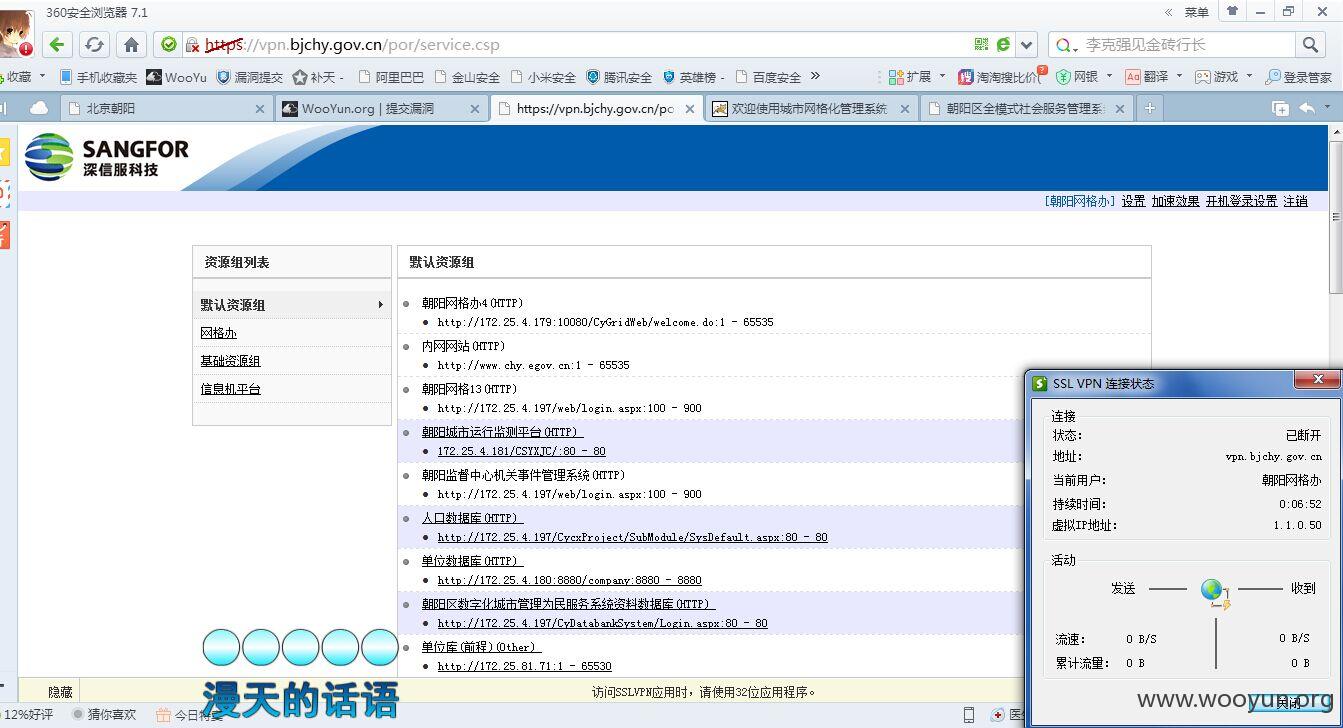 360安全浏览器 7.1
菜单
https://vpn.bjchy.gov.cn/por/service.csp
李克强见金砖行长
收藏 手机收藏夹 WooYu 漏洞提交 补天 - 阿里巴巴 金山安全 小米安全 腾讯安全 英雄榜 - 百度安全 » 扩展 淘淘搜比价 7 网银 翻译 游戏 登录管家
北京朝阳
WooYun.org | 提交漏洞
https://vpn.bjchy.gov.cn/po
欢迎使用城市网格化管理系统
朝阳区全模式社会服务管理系
SANGFOR
深信服科技
[朝阳网格办] 设置 加速效果 开机登录设置 注销
资源组列表
默认资源组
网格办
基础资源组
信息机平台
默认资源组
朝阳网格办4(HTTP)
http://172.25.4.179:10080/CyGridWeb/welcome.do:1 - 65535
内网网站(HTTP)
http://www.chy.egov.cn:1 - 65535
朝阳网格13(HTTP)
http://172.25.4.197/web/login.aspx:100 - 900
朝阳城市运行监测平台(HTTP)
172.25.4.181/CSYXJC/:80 - 80
朝阳监督中心机关事件管理系统(HTTP)
http://172.25.4.197/web/login.aspx:100 - 900
人口数据库(HTTP)
http://172.25.4.197/CycxProject/SubModule/SysDefault.aspx:80 - 80
单位数据库(HTTP)
http://172.25.4.180:8880/company:8880 - 8880
朝阳区数字化城市管理为民服务系统资料数据库(HTTP)
http://172.25.4.197/CyDatabankSystem/Login.aspx:80 - 80
单位库(前程)(Other)
http://172.25.81.71:1 - 65530
SSL VPN 连接状态
连接
状态: 已断开
地址: vpn.bjchy.gov.cn
当前用户: 朝阳网格办
持续时间: 0:06:52
虚拟IP地址: 1.1.0.50
活动
发送 收到
流速: 0 B/S 0 B/S
累计流量: 0 B 0 B
关闭
隐藏
访问SSLVPN应用时，请使用32位应用程序。
漫天的话语
12%好评 猜你喜欢 今日特卖
www.wooyun.org